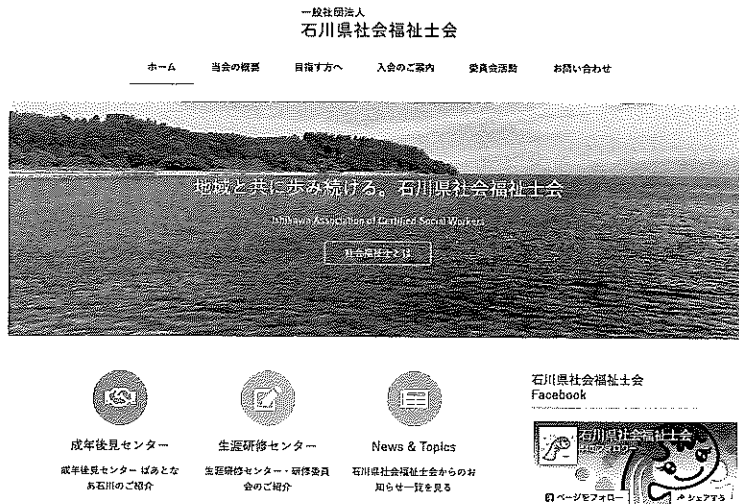 一般社団法人
石川県社会福祉士会
ホーム 当会の概要 目指す方へ 入会のご案内 委員会活動 お問い合わせ
地域と共に歩み続ける。石川県社会福祉士会
Ishikawa Association of Certified Social Workers
社会福祉士とは
成年後見センター
成年後見センター ぱあとな
あ石川のご紹介
生涯研修センター
生涯研修センター・研修委員
会のご紹介
News & Topics
石川県社会福祉士会からのお
知らせ一覧を見る
石川県社会福祉士会
Facebook
石川県社会福祉士会
ページをフォロー
シェアする